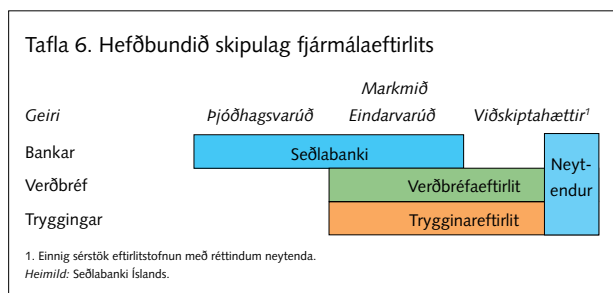 Tafla 6. Hefðbundið skipulag fjármálaeftirlits
Markmið
Geiri Þjóðhagsvarúð Eindarvarúð Viðskiptahættir¹
Bankar Seðlabanki
Neyt-
endur
Verðbréf Verðbréfaeftirlit
Tryggingar Trygginareftirlit
1. Einnig sérstök eftirlitstofnun með réttindum neytenda.
Heimild: Seðlabanki Íslands.